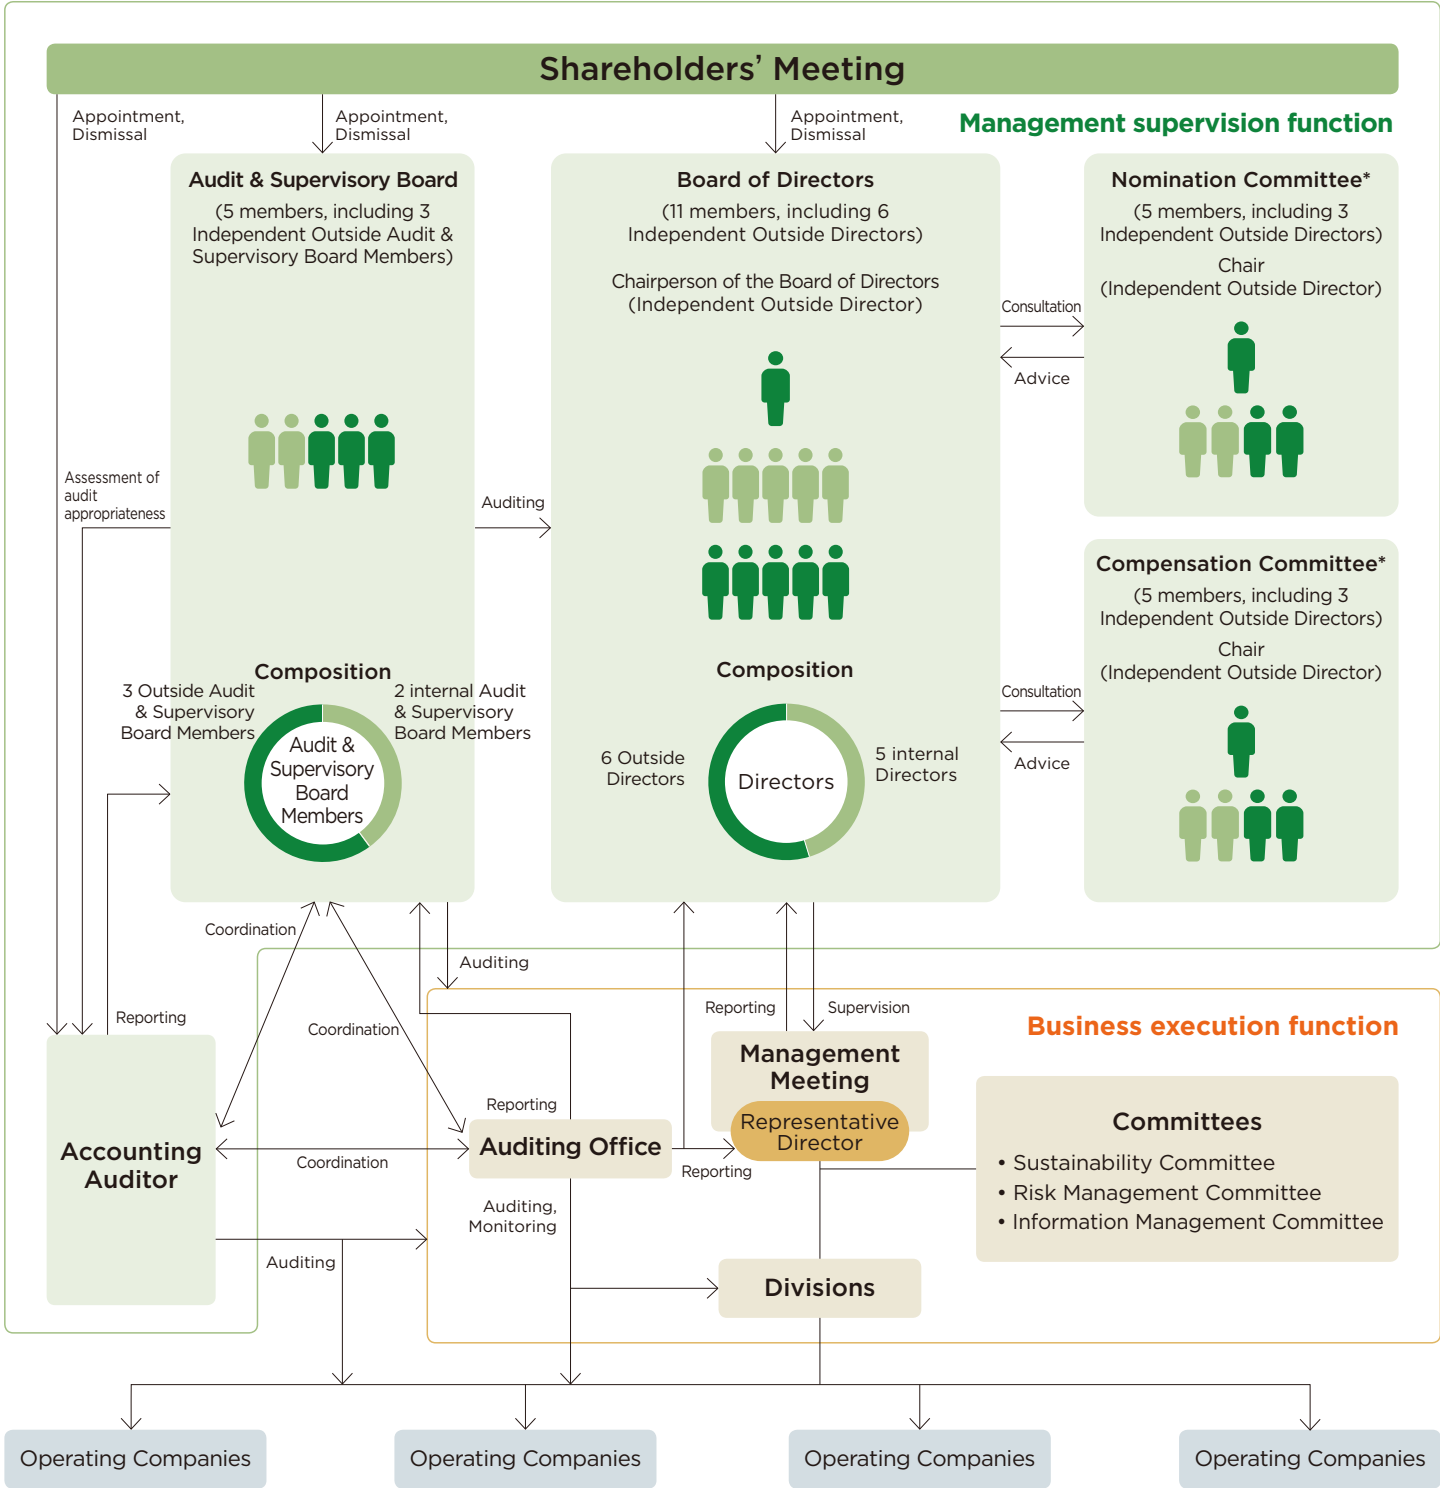 Shareholders’ Meeting
Appointment,
Dismissal
Appointment,
Dismissal
Appointment,
Dismissal
Management supervision function
Audit & Supervisory Board
(5 members, including 3
Independent Outside Audit &
Supervisory Board Members)
Board of Directors
(11 members, including 6
Independent Outside Directors)
Chairperson of the Board of Directors
(Independent Outside Director)
Nomination Committee*
(5 members, including 3
Independent Outside Directors)
Chair
(Independent Outside Director)
Consultation
Advice
Assessment of
audit
appropriateness
Auditing
Compensation Committee*
(5 members, including 3
Independent Outside Directors)
Chair
(Independent Outside Director)
Consultation
Advice
Composition
3 Outside Audit
& Supervisory
Board Members
2 internal Audit
& Supervisory
Board Members
Audit &
Supervisory
Board
Members
Composition
6 Outside
Directors
Directors
5 internal
Directors
Coordination
Auditing
Reporting
Coordination
Reporting
Supervision
Business execution function
Management
Meeting
Representative
Director
Reporting
Auditing Office
Reporting
Accounting
Auditor
Coordination
Committees
• Sustainability Committee
• Risk Management Committee
• Information Management Committee
Auditing,
Monitoring
Auditing
Divisions
Operating Companies
Operating Companies
Operating Companies
Operating Companies